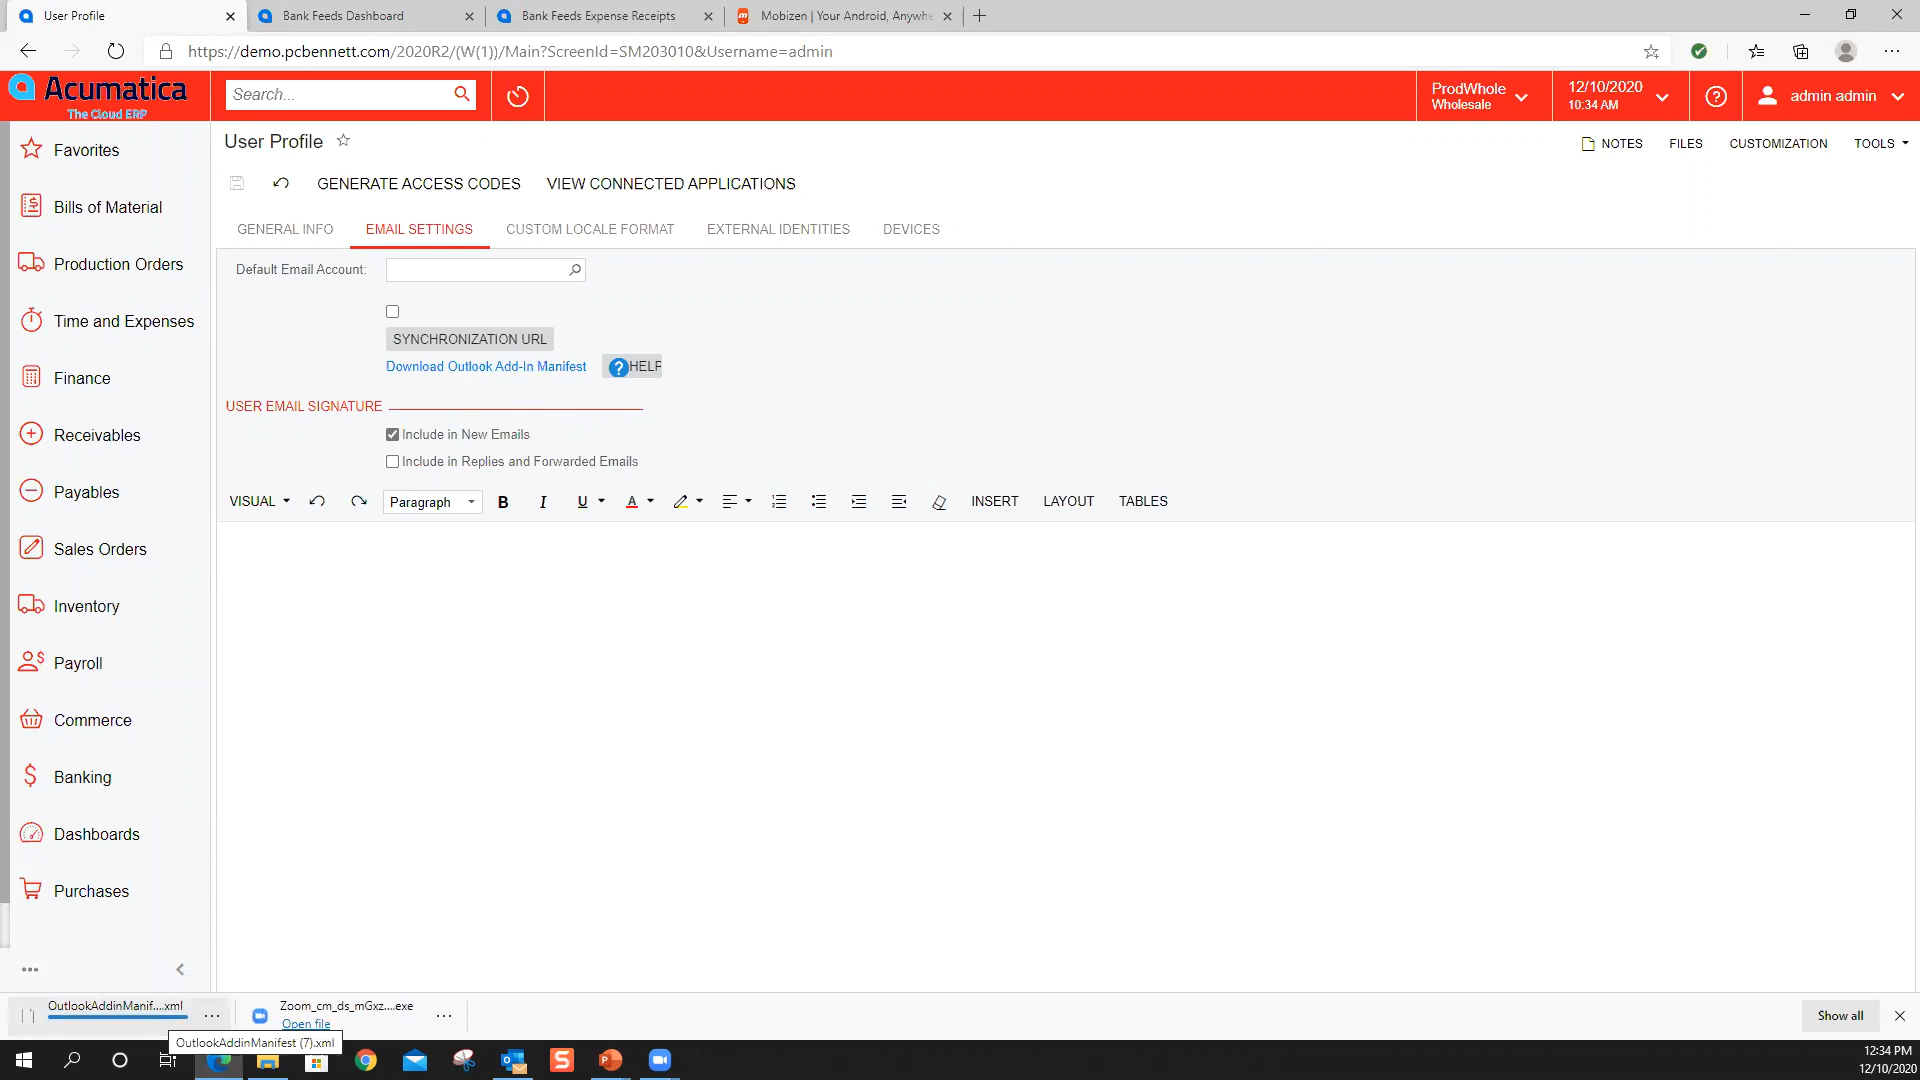 User Profile
Bank Feeds Dashboard
Bank Feeds Expense Receipts
Mobizen | Your Android, Anywhe
https://demo.pcbennett.com/2020R2/(W(1))/Main?ScreenId=SM203010&Username=admin
Acumatica
The Cloud ERP
Search...
ProdWhole
Wholesale
12/10/2020
10:34 AM
admin admin
User Profile
NOTES
FILES
CUSTOMIZATION
TOOLS
GENERATE ACCESS CODES
VIEW CONNECTED APPLICATIONS
GENERAL INFO
EMAIL SETTINGS
CUSTOM LOCALE FORMAT
EXTERNAL IDENTITIES
DEVICES
Default Email Account:
SYNCHRONIZATION URL
Download Outlook Add-In Manifest
?HELP
USER EMAIL SIGNATURE
Include in New Emails
Include in Replies and Forwarded Emails
VISUAL
Paragraph
B
I
U
A
INSERT
LAYOUT
TABLES
Favorites
Bills of Material
Production Orders
Time and Expenses
Finance
Receivables
Payables
Sales Orders
Inventory
Payroll
Commerce
Banking
Dashboards
Purchases
OutlookAddinManif....xml
Zoom_cm_ds_mGxz....exe
Open file
Show all
OutlookAddinManifest (7).xml
12:34 PM
12/10/2020